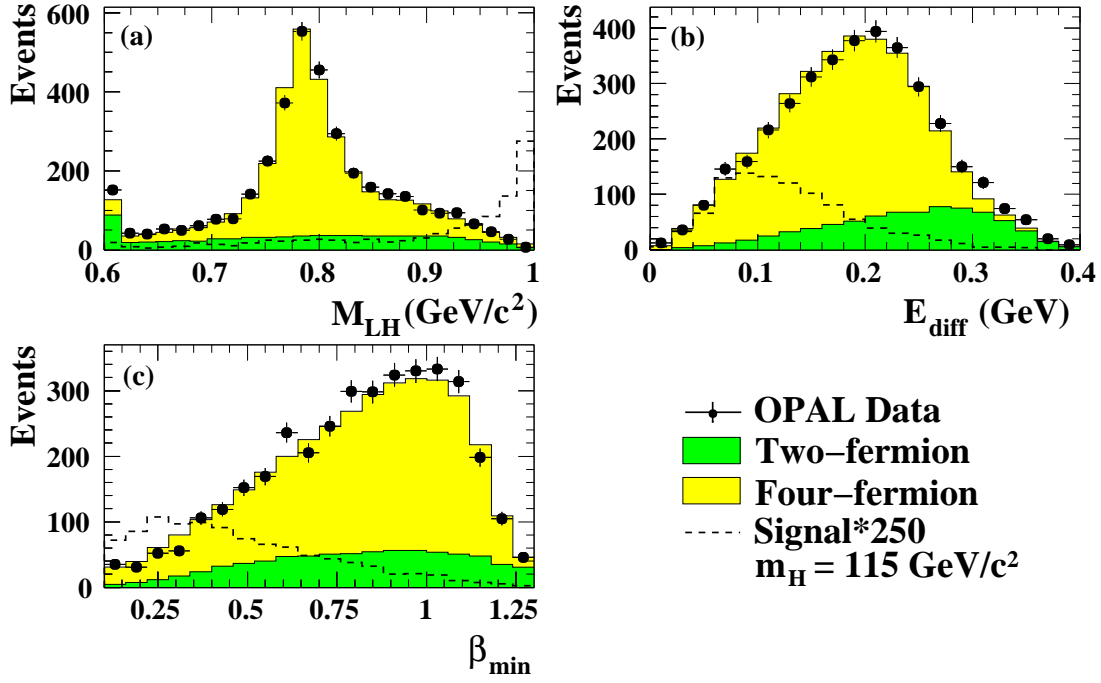 (a)
Events
600
400
200
0
0.6 0.7 0.8 0.9 1
M_LH (GeV/c²)
(b)
Events
400
300
200
100
0
0 0.1 0.2 0.3 0.4
E_diff (GeV)
(c)
Events
300
200
100
0
0.25 0.5 0.75 1 1.25
β_min
OPAL Data
Two–fermion
Four–fermion
Signal*250
m_H = 115 GeV/c²